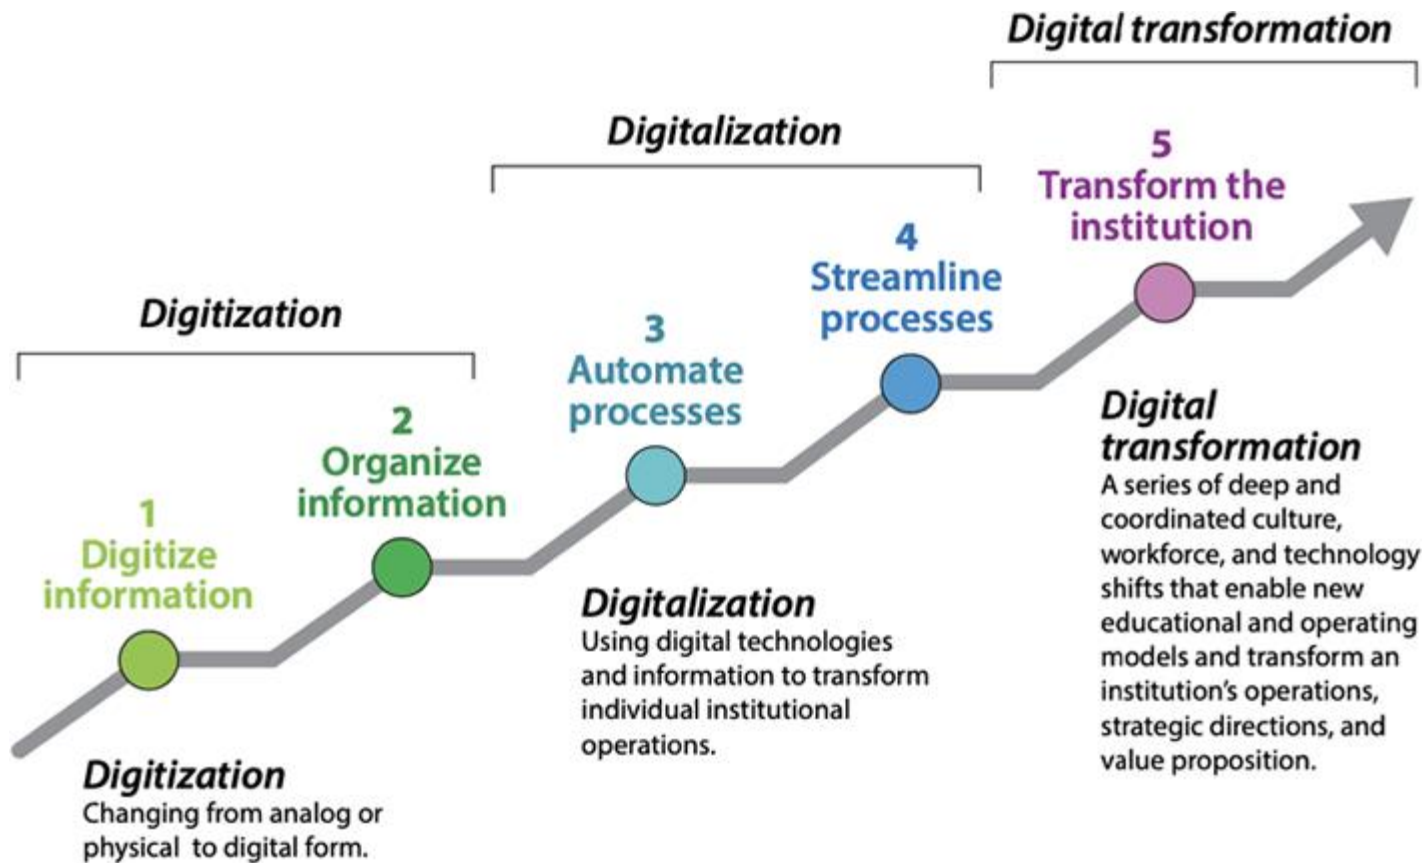 Digital transformation
Digitalization
5
Transform the
institution
4
Streamline
processes
Digitization
3
Automate
processes
2
Organize
information
1
Digitize
information
Digital
transformation
A series of deep and
coordinated culture,
workforce, and technology
shifts that enable new
educational and operating
models and transform an
institution’s operations,
strategic directions, and
value proposition.
Digitalization
Using digital technologies
and information to transform
individual institutional
operations.
Digitization
Changing from analog or
physical to digital form.